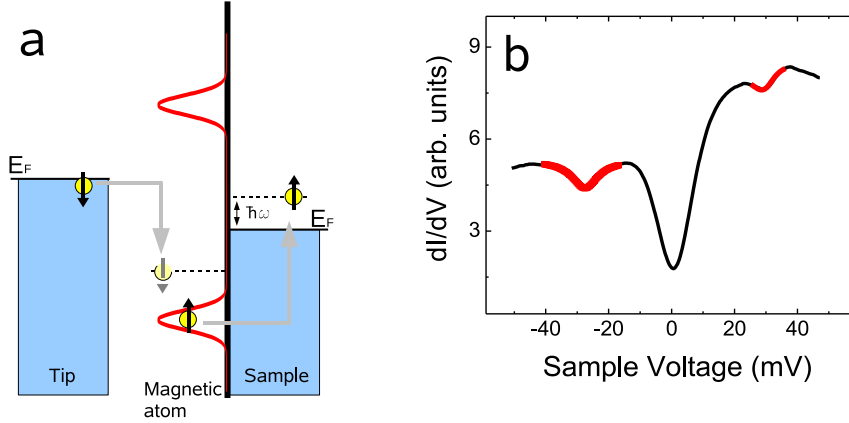 a
E_F
ħω
E_F
Tip
Magnetic
atom
Sample
b
dI/dV (arb. units)
9
6
3
-40
-20
0
20
40
Sample Voltage (mV)